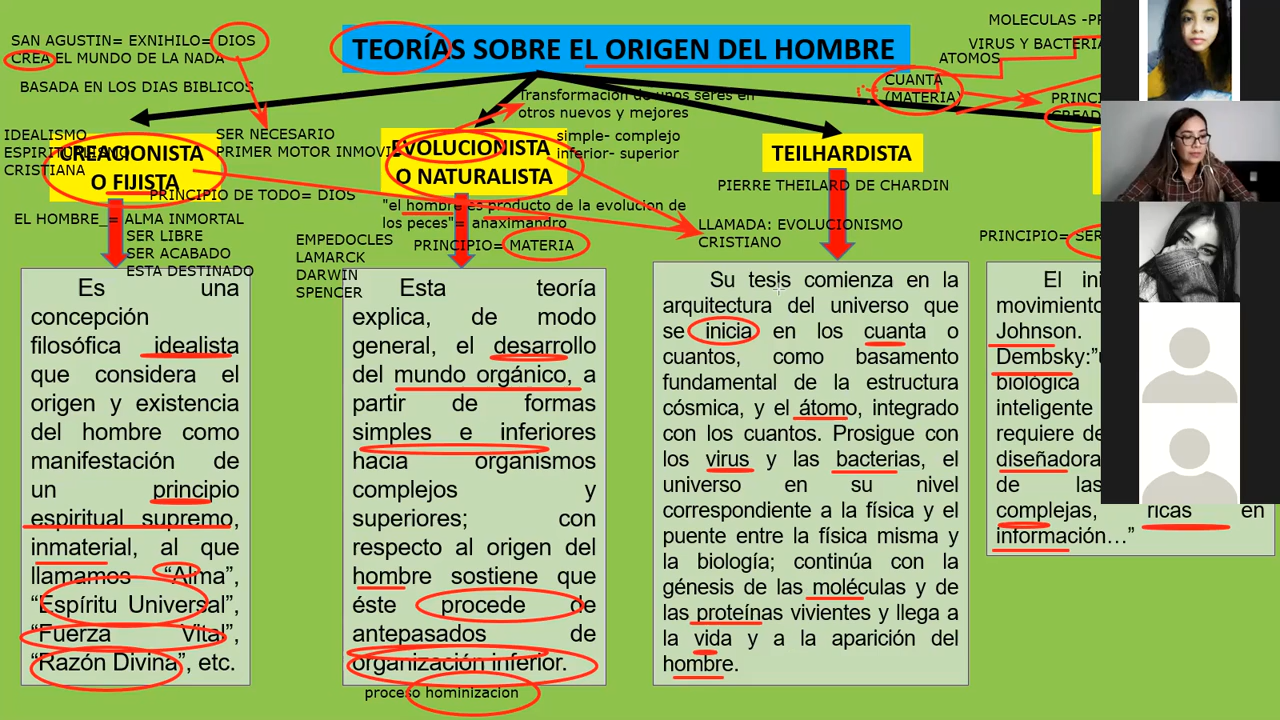 TEORÍAS SOBRE EL ORIGEN DEL HOMBRE
SAN AGUSTIN= EXNIHILO= DIOS
CREA EL MUNDO DE LA NADA
BASADA EN LOS DIAS BIBLICOS
IDEALISMO
ESPIRITUALISMO
CRISTIANA
SER NECESARIO
PRIMER MOTOR INMOVI
CREACIONISTA
O FIJISTA
PRINCIPIO DE TODO= DIOS
EL HOMBRE_= ALMA INMORTAL
SER LIBRE
SER ACABADO
ESTA DESTINADO
Es una
concepción
filosófica idealista
que considera el
origen y existencia
del hombre como
manifestación de
un principio
espiritual supremo,
inmaterial, al que
llamamos “Alma”,
“Espíritu Universal”,
“Fuerza Vital”,
“Razón Divina”, etc.
Transformacion de unos seres en
otros nuevos y mejores
simple- complejo
inferior- superior
EVOLUCIONISTA
O NATURALISTA
"el hombre es producto de la evolucion de
los peces"= anaximandro
PRINCIPIO= MATERIA
EMPEDOCLES
LAMARCK
DARWIN
SPENCER
Esta teoría
explica, de modo
general, el desarrollo
del mundo orgánico, a
partir de formas
simples e inferiores
hacia organismos
complejos y
superiores; con
respecto al origen del
hombre sostiene que
éste procede de
antepasados de
organización inferior.
proceso hominizacion
TEILHARDISTA
PIERRE THEILARD DE CHARDIN
LLAMADA: EVOLUCIONISMO
CRISTIANO
Su tesis comienza en la
arquitectura del universo que
se inicia en los cuanta o
cuantos, como basamento
fundamental de la estructura
cósmica, y el átomo, integrado
con los cuantos. Prosigue con
los virus y las bacterias, el
universo en su nivel
correspondiente a la física y el
puente entre la física misma y
la biología; continúa con la
génesis de las moléculas y de
las proteínas vivientes y llega a
la vida y a la aparición del
hombre.
MOLECULAS -PR
VIRUS Y BACTERIA
ATOMOS
CUANTA
(MATERIA)
PRINCI
CREAD
PRINCIPIO= SER
El ini
movimiento
Johnson.
Dembsky:”
biológica
inteligente
requiere de
diseñadora
de las
complejas, ricas en
información…”